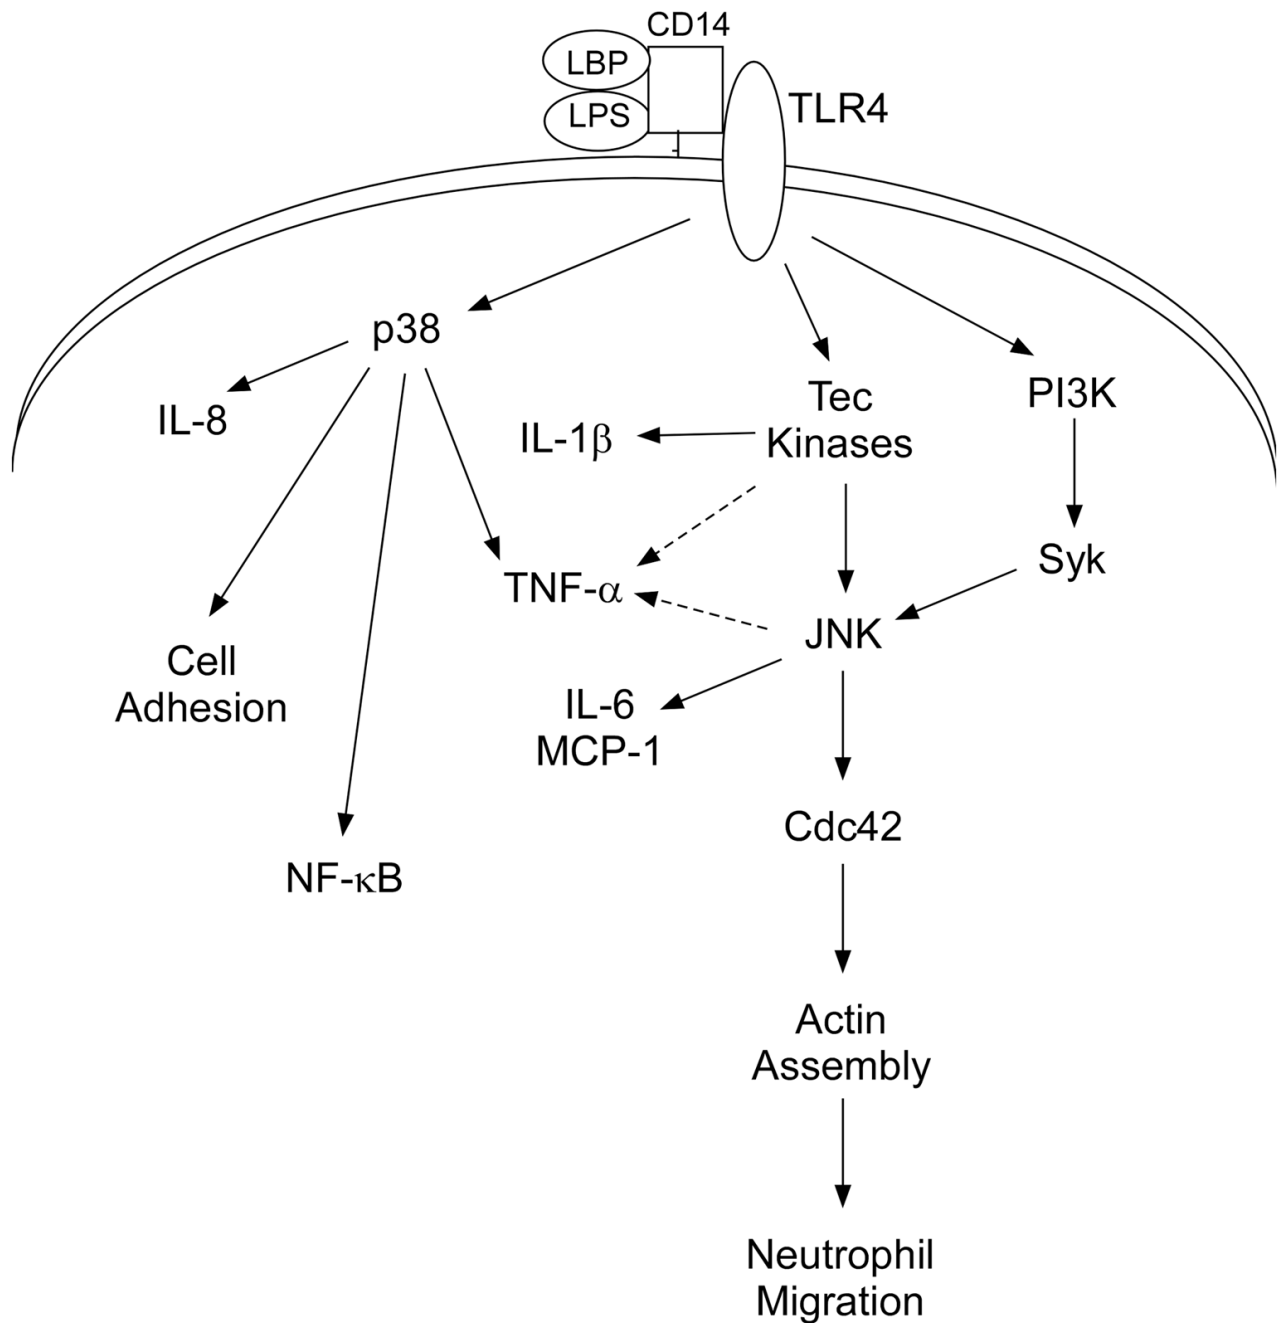 CD14
LBP
LPS
TLR4
p38
IL-8
Tec
Kinases
PI3K
IL-1β
TNF-α
Syk
JNK
Cell
Adhesion
IL-6
MCP-1
Cdc42
NF-κB
Actin
Assembly
Neutrophil
Migration